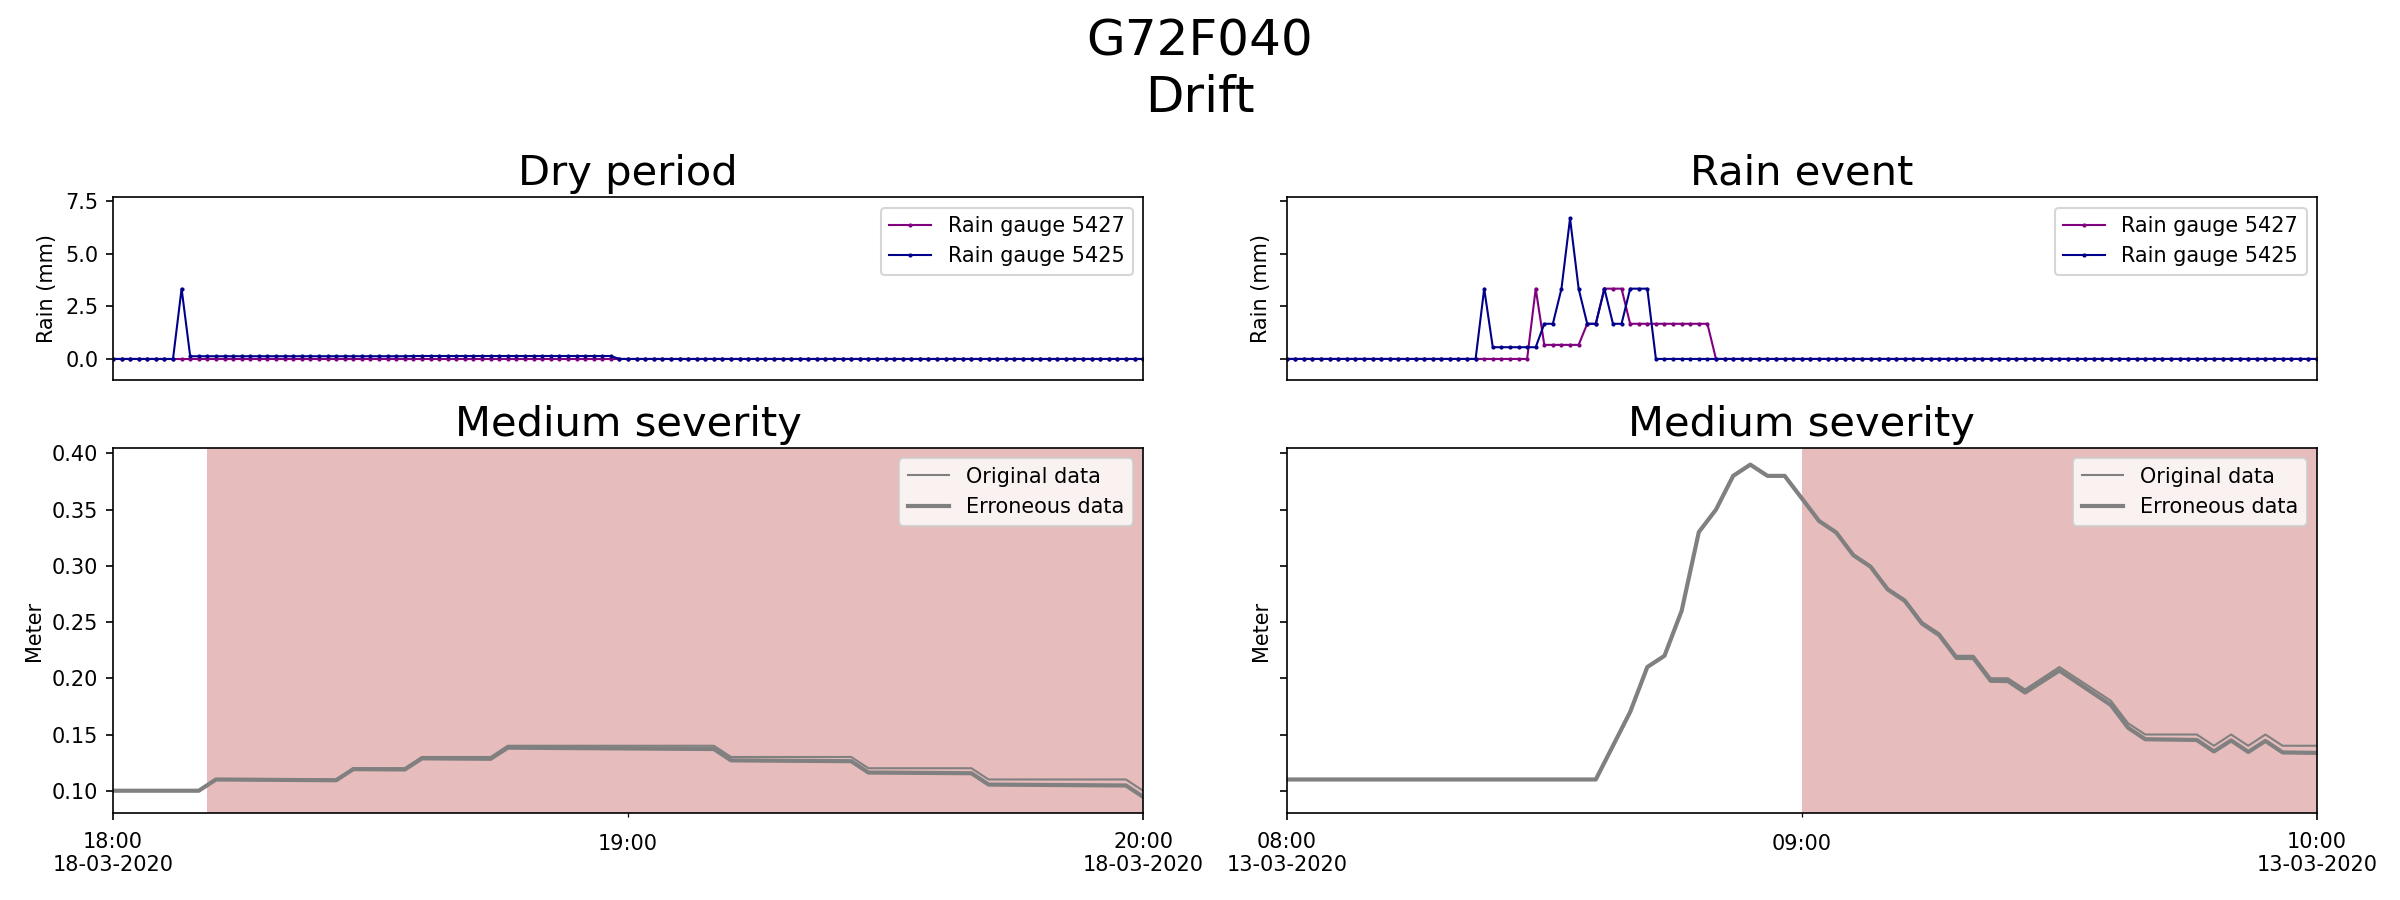 G72F040
Drift
Dry period
Rain event
7.5
5.0
2.5
0.0
Rain (mm)
Rain gauge 5427
Rain gauge 5425
Rain (mm)
Rain gauge 5427
Rain gauge 5425
Medium severity
Medium severity
0.40
0.35
0.30
0.25
0.20
0.15
0.10
Meter
Original data
Erroneous data
Meter
Original data
Erroneous data
18:00
18-03-2020
19:00
20:00
18-03-2020
08:00
13-03-2020
09:00
10:00
13-03-2020